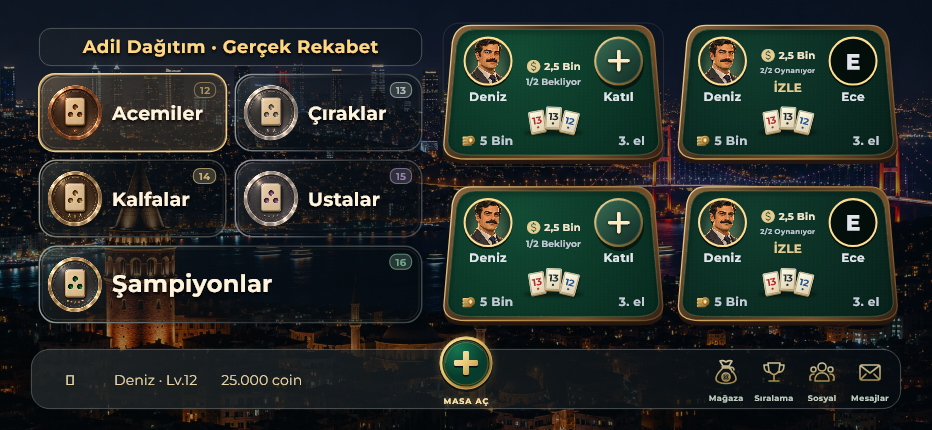 Adil Dağıtım · Gerçek Rekabet
12
Acemiler
13
Çıraklar
14
Kalfalar
15
Ustalar
16
Şampiyonlar
$ 2,5 Bin
1/2 Bekliyor
Deniz
Katıl
13 13 12
5 Bin
3. el
$ 2,5 Bin
2/2 Oynanıyor
İZLE
E
Deniz
Ece
13 13 12
5 Bin
3. el
$ 2,5 Bin
1/2 Bekliyor
Deniz
Katıl
13 13 12
5 Bin
3. el
$ 2,5 Bin
2/2 Oynanıyor
İZLE
E
Deniz
Ece
13 13 12
5 Bin
3. el
Deniz · Lv.12
25.000 coin
MASA AÇ
Mağaza
Sıralama
Sosyal
Mesajlar